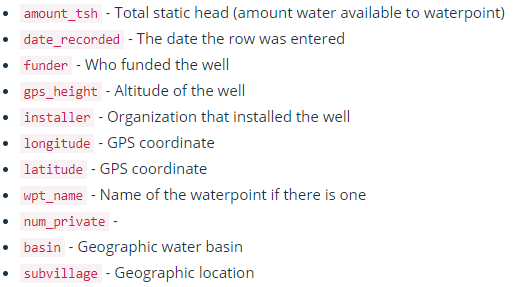 amount_tsh - Total static head (amount water available to waterpoint)
date_recorded - The date the row was entered
funder - Who funded the well
gps_height - Altitude of the well
installer - Organization that installed the well
longitude - GPS coordinate
latitude - GPS coordinate
wpt_name - Name of the waterpoint if there is one
num_private -
basin - Geographic water basin
subvillage - Geographic location